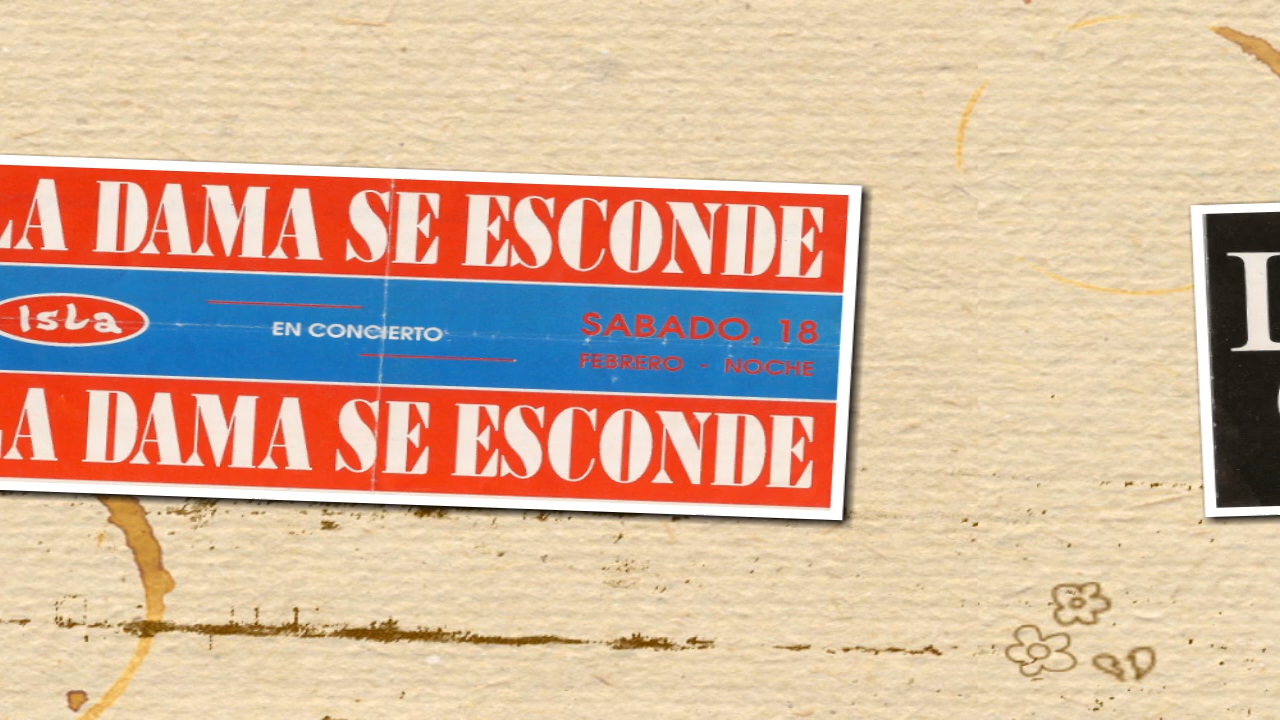 LA DAMA SE ESCONDE
Isla
EN CONCIERTO
SABADO, 18
FEBRERO - NOCHE
LA DAMA SE ESCONDE